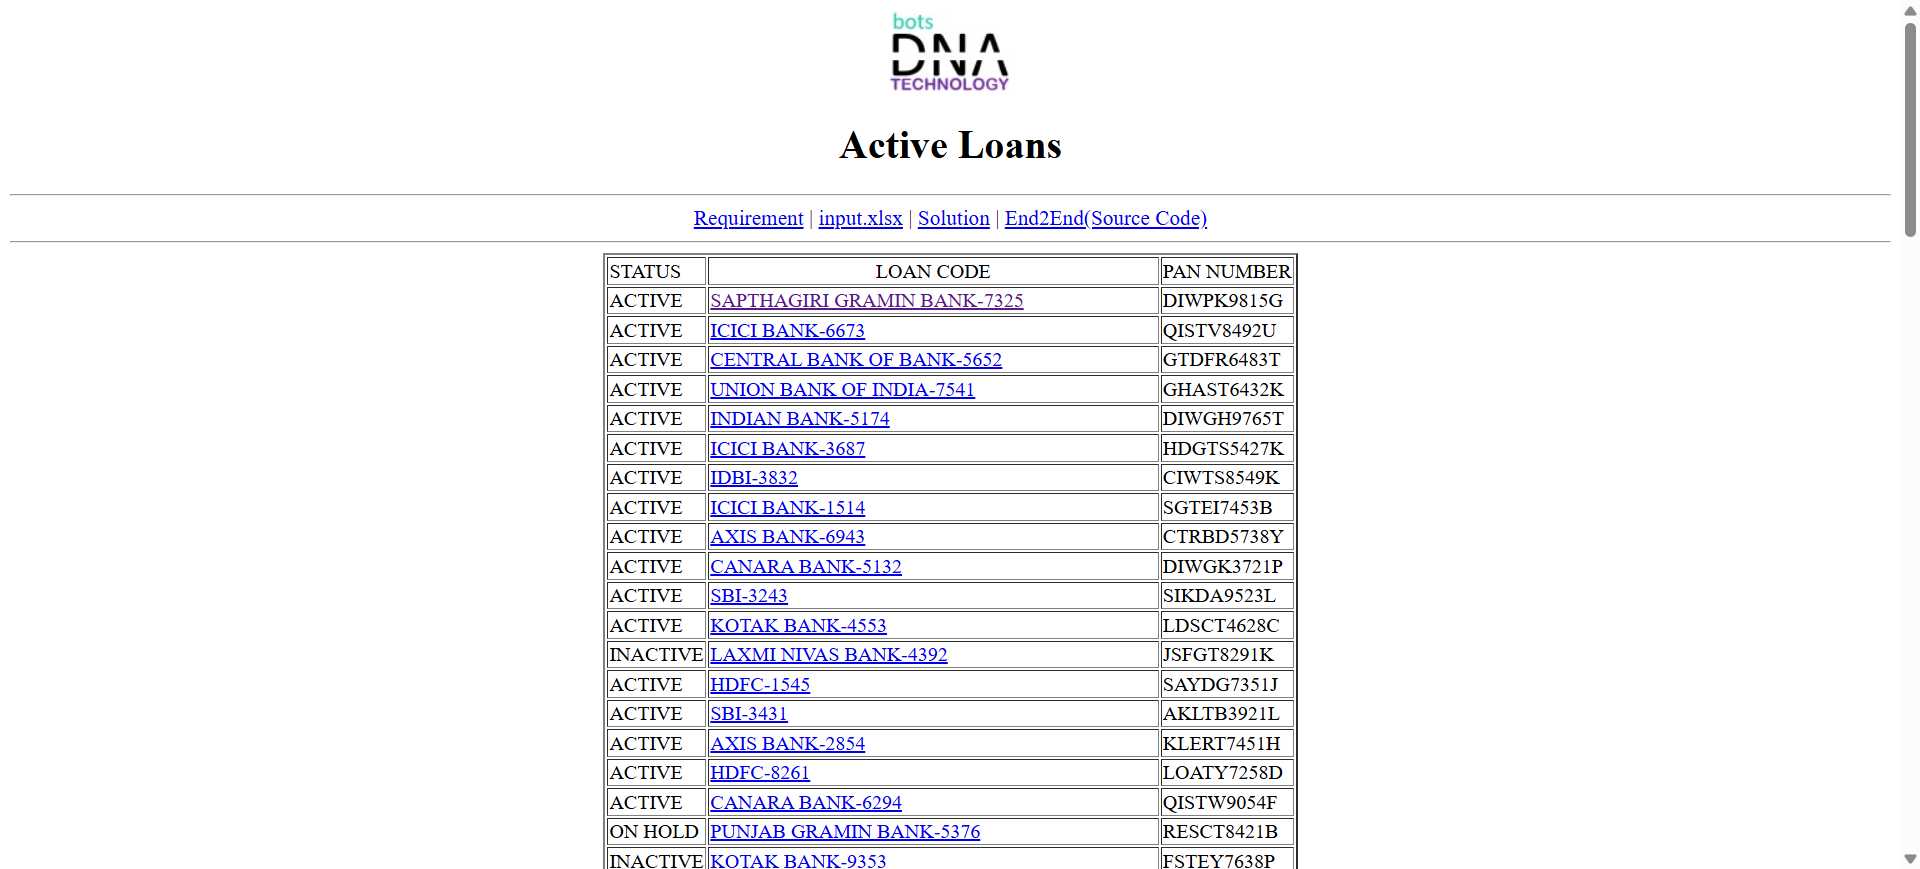 bots
DNA
TECHNOLOGY
Active Loans
Requirement | input.xlsx | Solution | End2End(Source Code)
STATUS LOAN CODE PAN NUMBER
ACTIVE SAPTHAGIRI GRAMIN BANK-7325 DIWPK9815G
ACTIVE ICICI BANK-6673 QISTV8492U
ACTIVE CENTRAL BANK OF BANK-5652 GTDFR6483T
ACTIVE UNION BANK OF INDIA-7541 GHAST6432K
ACTIVE INDIAN BANK-5174 DIWGH9765T
ACTIVE ICICI BANK-3687 HDGTS5427K
ACTIVE IDBI-3832 CIWTS8549K
ACTIVE ICICI BANK-1514 SGTEI7453B
ACTIVE AXIS BANK-6943 CTRBD5738Y
ACTIVE CANARA BANK-5132 DIWGK3721P
ACTIVE SBI-3243 SIKDA9523L
ACTIVE KOTAK BANK-4553 LDSCT4628C
INACTIVE LAXMI NIVAS BANK-4392 JSFGT8291K
ACTIVE HDFC-1545 SAYDG7351J
ACTIVE SBI-3431 AKLTB3921L
ACTIVE AXIS BANK-2854 KLERT7451H
ACTIVE HDFC-8261 LOATY7258D
ACTIVE CANARA BANK-6294 QISTW9054F
ON HOLD PUNJAB GRAMIN BANK-5376 RESCT8421B
INACTIVE KOTAK BANK-9353 FSTEY7638P